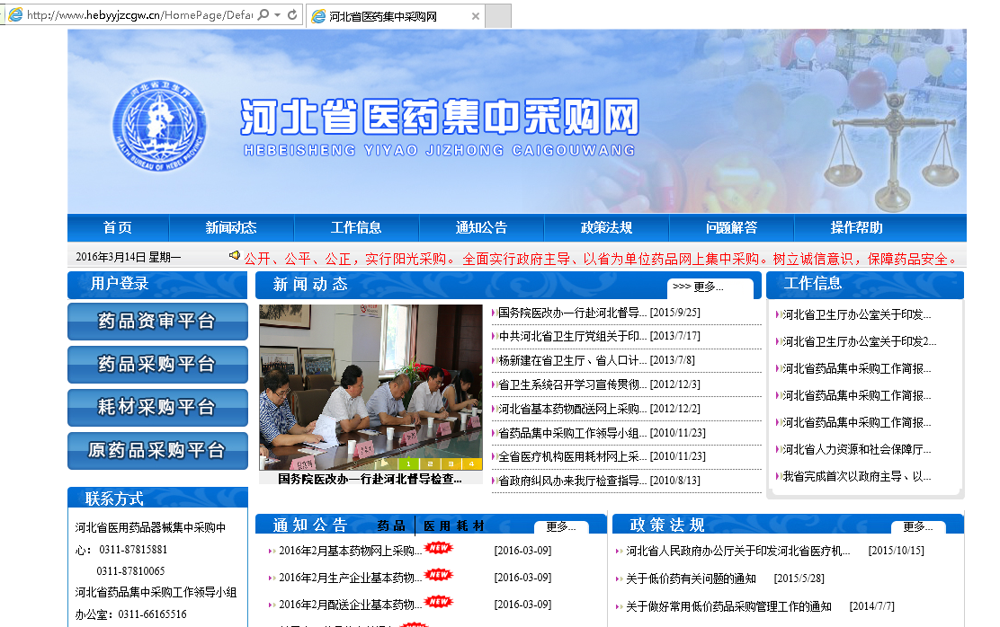 http://www.hebyyjzcgw.cn/HomePage/Defau
河北省医药集中采购网
河北省卫生厅
HEALTH BUREAU OF HEBEI PROVINCE
河北省医药集中采购网
HEBEISHENG YIYAO JIZHONG CAIGOUWANG
首页 新闻动态 工作信息 通知公告 政策法规 问题解答 操作帮助
2016年3月14日 星期一 公开、公平、公正，实行阳光采购。 全面实行政府主导、以省为单位药品网上集中采购。树立诚信意识，保障药品安全。
用户登录
药品资审平台
药品采购平台
耗材采购平台
原药品采购平台
新闻动态 >>> 更多...
1 2 3 4
国务院医改办一行赴河北督导检查...
国务院医改办一行赴河北督导... [2015/9/25]
中共河北省卫生厅党组关于印... [2013/7/17]
杨新建在省卫生厅、省人口计... [2013/7/8]
省卫生系统召开学习宣传贯彻... [2012/12/3]
河北省基本药物配送网上采购... [2012/12/2]
省药品集中采购工作领导小组... [2010/11/23]
全省医疗机构医用耗材网上采... [2010/11/23]
省政府纠风办来我厅检查指导... [2010/8/13]
工作信息
河北省卫生厅办公室关于印发...
河北省卫生厅办公室关于印发2...
河北省药品集中采购工作简报...
河北省药品集中采购工作简报...
河北省药品集中采购工作简报...
河北省人力资源和社会保障厅...
我省完成首次以政府主导、以...
联系方式
河北省医用药品器械集中采购中
心： 0311-87815881
0311-87810065
河北省药品集中采购工作领导小组
办公室：0311-66165516
通知公告 药品 医用耗材 更多...
2016年2月基本药物网上采购... NEW [2016-03-09]
2016年2月生产企业基本药物... NEW [2016-03-09]
2016年2月配送企业基本药物... NEW [2016-03-09]
政策法规 更多...
河北省人民政府办公厅关于印发河北省医疗机... [2015/10/15]
关于低价药有关问题的通知 [2015/5/28]
关于做好常用低价药品采购管理工作的通知 [2014/7/7]